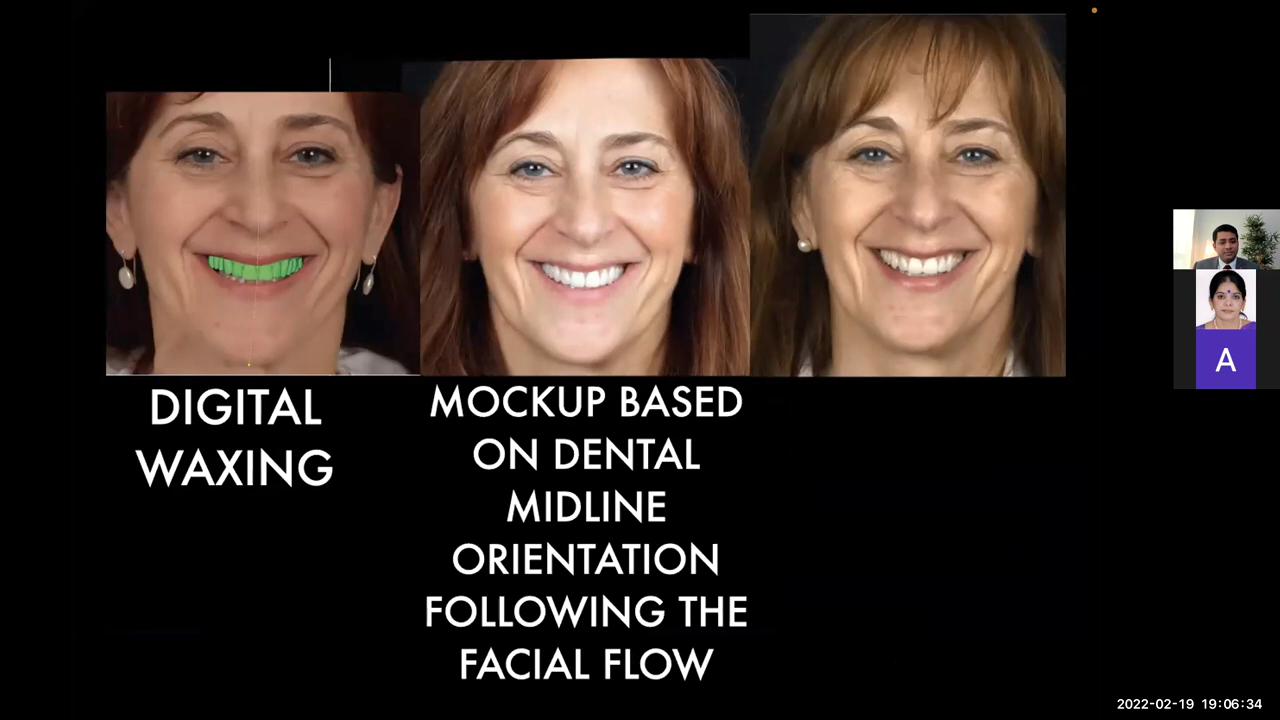 DIGITAL
WAXING
MOCKUP BASED
ON DENTAL
MIDLINE
ORIENTATION
FOLLOWING THE
FACIAL FLOW
A
2022-02-19 19:06:34